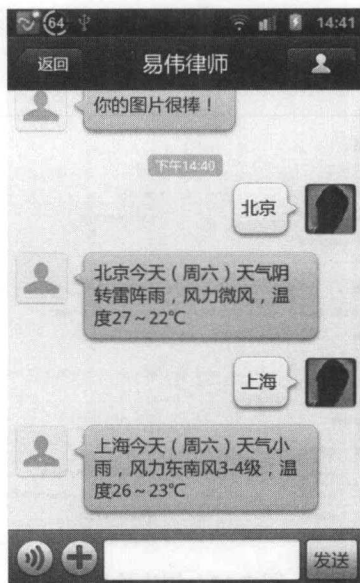 64
14:41
返回
易伟律师
你的图片很棒！
下午14:40
北京
北京今天（周六）天气阴
转雷阵雨，风力微风，温
度27～22℃
上海
上海今天（周六）天气小
雨，风力东南风3-4级，温
度26～23℃
发送